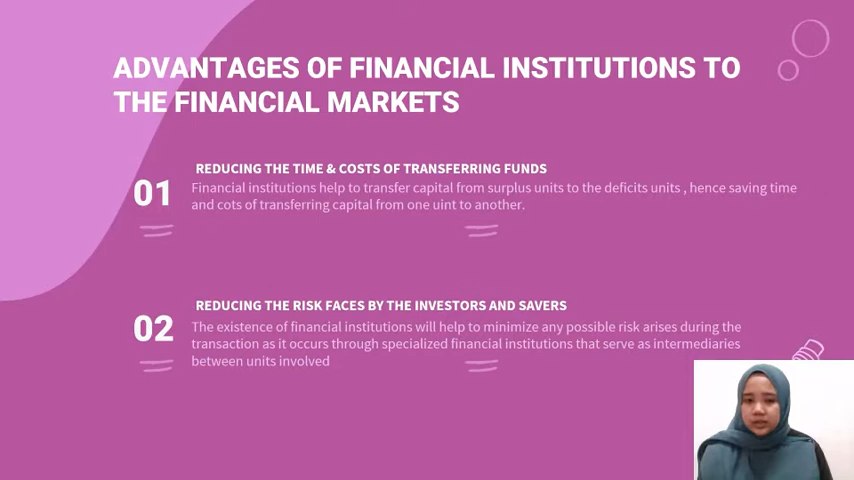 ADVANTAGES OF FINANCIAL INSTITUTIONS TO
THE FINANCIAL MARKETS
REDUCING THE TIME & COSTS OF TRANSFERRING FUNDS
01
Financial institutions help to transfer capital from surplus units to the deficits units , hence saving time
and cots of transferring capital from one uint to another.
REDUCING THE RISK FACES BY THE INVESTORS AND SAVERS
02
The existence of financial institutions will help to minimize any possible risk arises during the
transaction as it occurs through specialized financial institutions that serve as intermediaries
between units involved